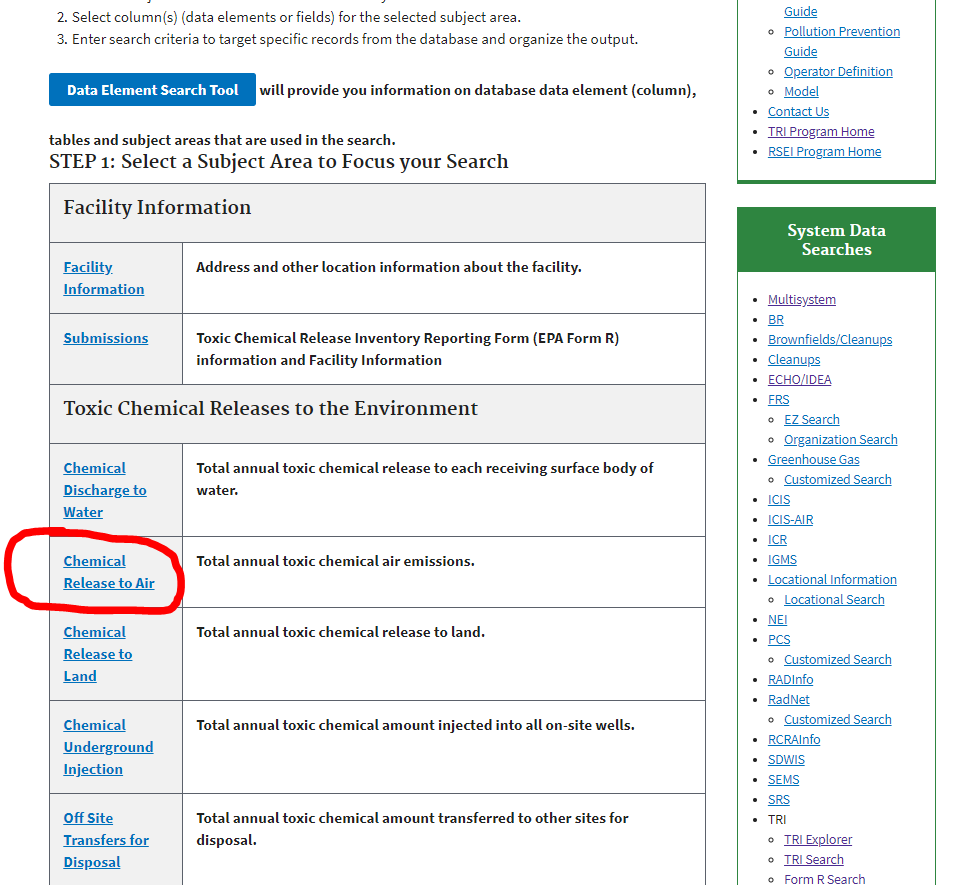 2. Select column(s) (data elements or fields) for the selected subject area.
3. Enter search criteria to target specific records from the database and organize the output.
Data Element Search Tool will provide you information on database data element (column),
tables and subject areas that are used in the search.
STEP 1: Select a Subject Area to Focus your Search
Facility Information
Facility
Information
Address and other location information about the facility.
Submissions
Toxic Chemical Release Inventory Reporting Form (EPA Form R)
information and Facility Information
Toxic Chemical Releases to the Environment
Chemical
Discharge to
Water
Total annual toxic chemical release to each receiving surface body of
water.
Chemical
Release to Air
Total annual toxic chemical air emissions.
Chemical
Release to
Land
Total annual toxic chemical release to land.
Chemical
Underground
Injection
Total annual toxic chemical amount injected into all on-site wells.
Off Site
Transfers for
Disposal
Total annual toxic chemical amount transferred to other sites for
disposal.
Guide
Pollution Prevention
Guide
Operator Definition
Model
Contact Us
TRI Program Home
RSEI Program Home
System Data
Searches
Multisystem
BR
Brownfields/Cleanups
Cleanups
ECHO/IDEA
FRS
EZ Search
Organization Search
Greenhouse Gas
Customized Search
ICIS
ICIS-AIR
ICR
IGMS
Locational Information
Locational Search
NEI
PCS
Customized Search
RADInfo
RadNet
Customized Search
RCRAInfo
SDWIS
SEMS
SRS
TRI
TRI Explorer
TRI Search
Form R Search